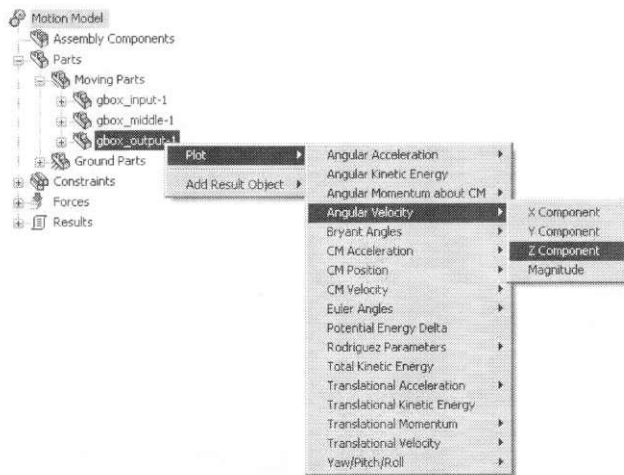 Motion Model
Assembly Components
Parts
Moving Parts
gbox_input-1
gbox_middle-1
gbox_output-1
Ground Parts
Constraints
Forces
Results
Plot
Add Result Object
Angular Acceleration
Angular Kinetic Energy
Angular Momentum about CM
Angular Velocity
Bryant Angles
CM Acceleration
CM Position
CM Velocity
Euler Angles
Potential Energy Delta
Rodriguez Parameters
Total Kinetic Energy
Translational Acceleration
Translational Kinetic Energy
Translational Momentum
Translational Velocity
Yaw/Pitch/Roll
X Component
Y Component
Z Component
Magnitude